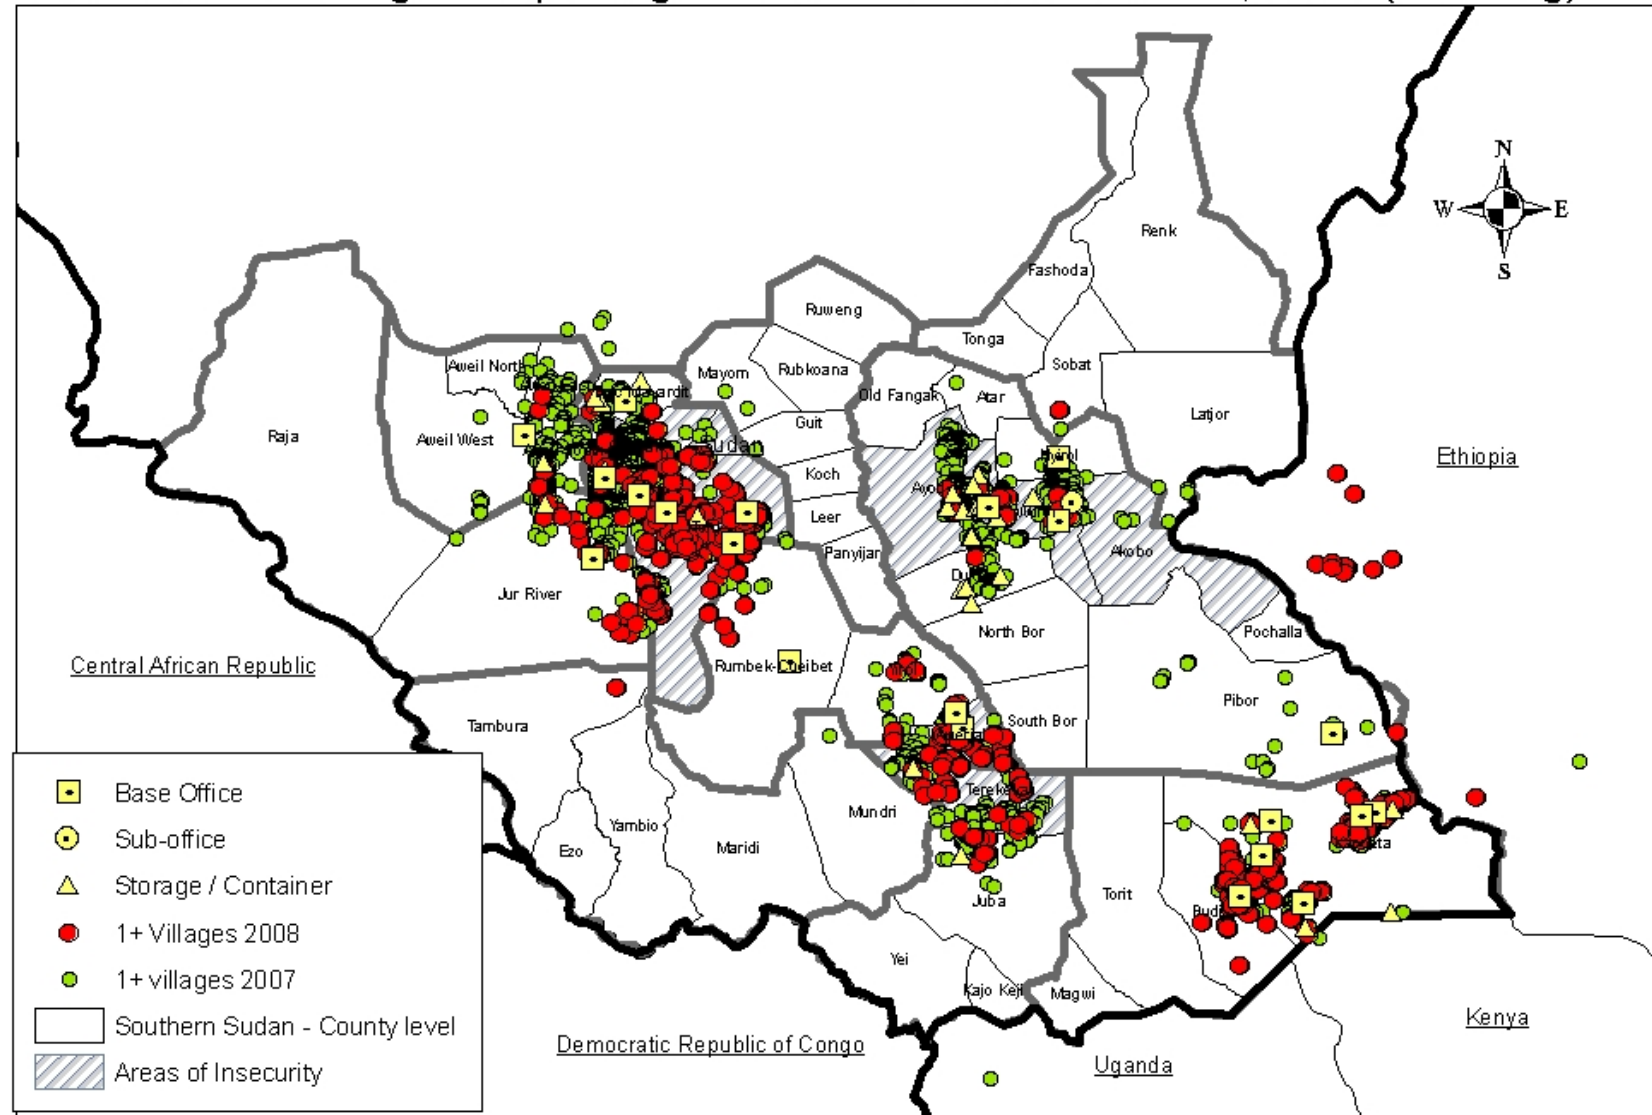 N
W E
S
Renk
Fashoda
Ruweng
Tonga
Sobat
Aweil North
Mayom
Rubkoana
Old Fangak
Atar
Latjor
Guit
Raja
Aweil West
Sudan
Ethiopia
Koch
Leer
Panyijar
Akobo
Jur River
North Bor
Pochalla
Central African Republic
Rumbek-Cueibet
Pibor
Tambura
South Bor
Base Office
Mundri
Yambio
Sub-office
Ezo
Maridi
Storage / Container
Torit
Juba
1+ Villages 2008
Yei
1+ villages 2007
Kajo Keji
Magwi
Southern Sudan - County level
Kenya
Democratic Republic of Congo
Uganda
Areas of Insecurity